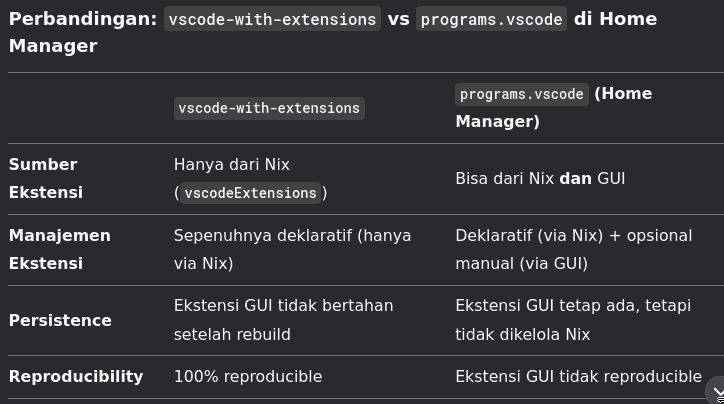 Perbandingan: vscode-with-extensions vs programs.vscode di Home
Manager
vscode-with-extensions
programs.vscode (Home
Manager)
Sumber
Ekstensi
Hanya dari Nix
(vscodeExtensions)
Bisa dari Nix dan GUI
Manajemen
Ekstensi
Sepenuhnya deklaratif (hanya
via Nix)
Deklaratif (via Nix) + opsional
manual (via GUI)
Persistence
Ekstensi GUI tidak bertahan
setelah rebuild
Ekstensi GUI tetap ada, tetapi
tidak dikelola Nix
Reproducibility
100% reproducible
Ekstensi GUI tidak reproducible